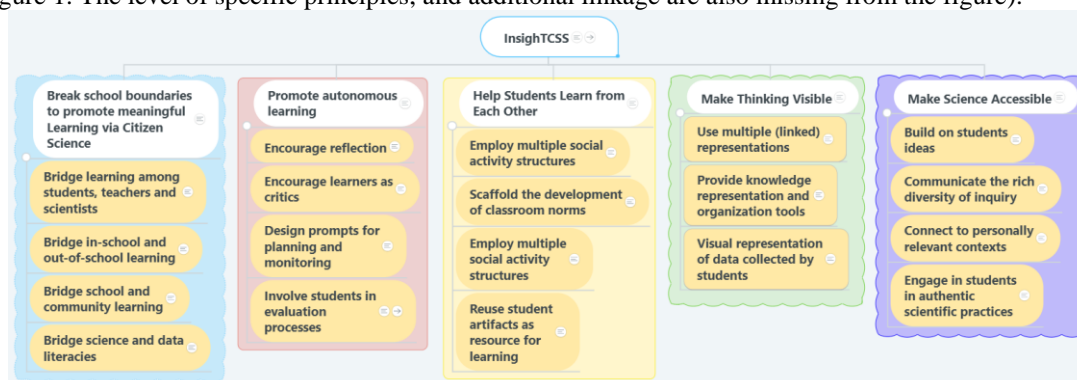 gure 1. The level of specific principles, and additional linkage are also missing from the figure).
InsighTCSS
Break school boundaries
to promote meaningful
Learning via Citizen
Science
Bridge learning among
students, teachers and
scientists
Bridge in-school and
out-of-school learning
Bridge school and
community learning
Bridge science and data
literacies
Promote autonomous
learning
Encourage reflection
Encourage learners as
critics
Design prompts for
planning and
monitoring
Involve students in
evaluation
processes
Help Students Learn from
Each Other
Employ multiple social
activity structures
Scaffold the development
of classroom norms
Employ multiple
social activity
structures
Reuse student
artifacts as
resource for
learning
Make Thinking Visible
Use multiple (linked)
representations
Provide knowledge
representation and
organization tools
Visual representation
of data collected by
students
Make Science Accessible
Build on students
ideas
Communicate the rich
diversity of inquiry
Connect to personally
relevant contexts
Engage in students
in authentic
scientific practices